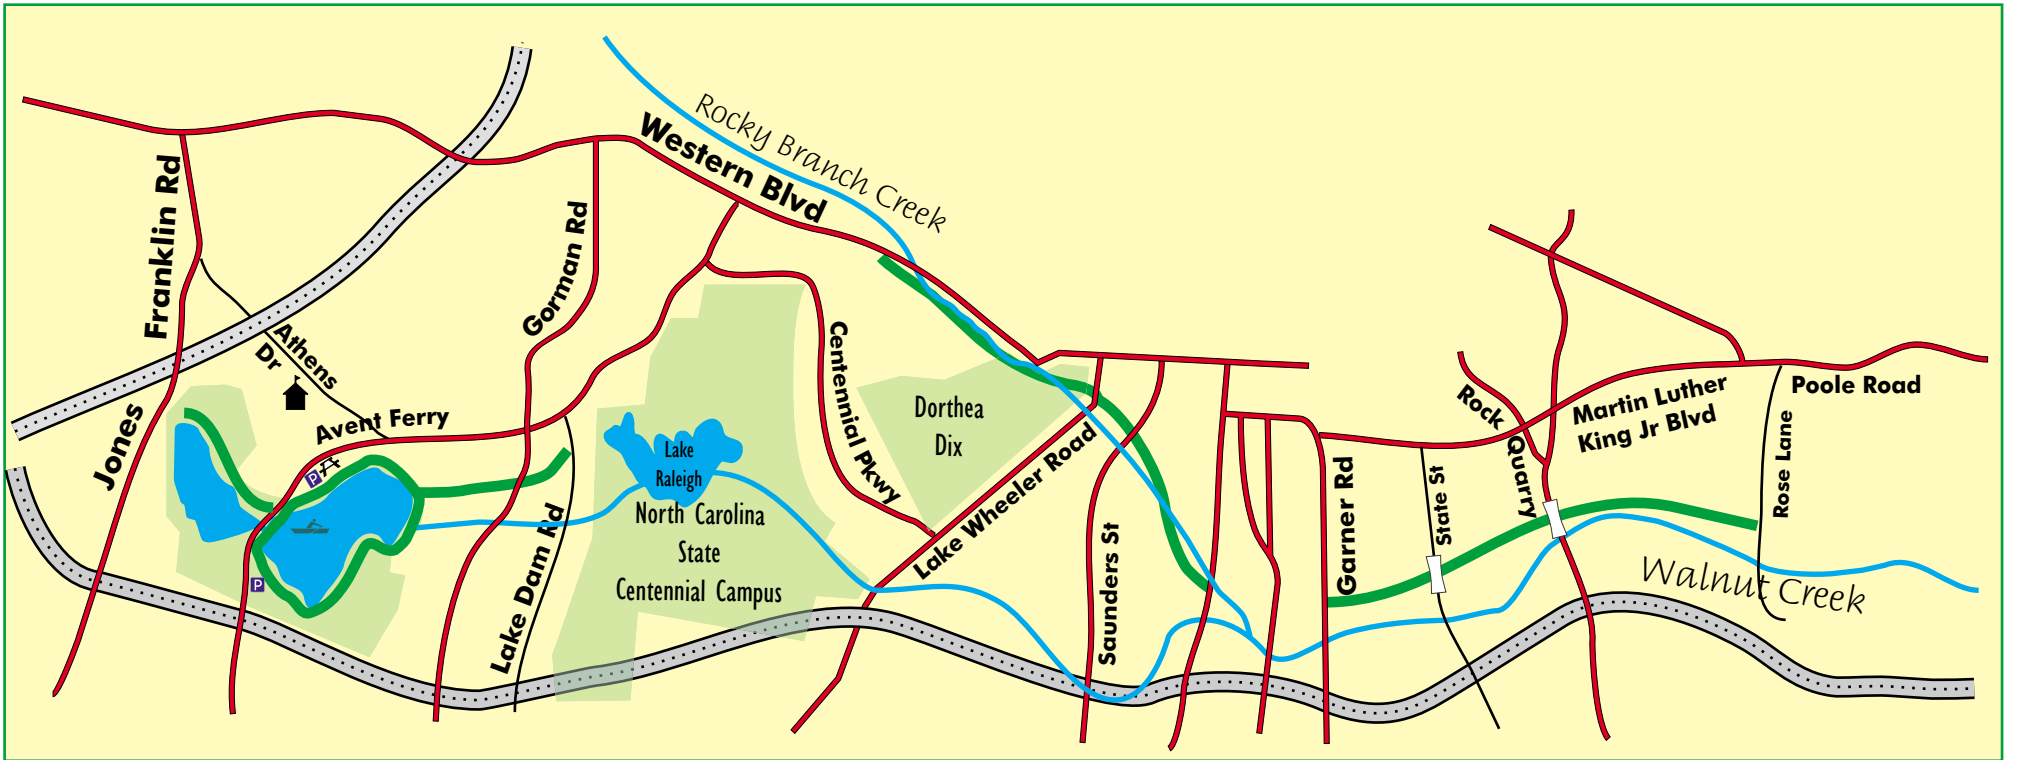 Rocky Branch Creek
Western Blvd
Franklin Rd
Gorman Rd
Athens
Dr
Jones
Avent Ferry
P
P
Lake
Raleigh
North Carolina
State
Centennial Campus
Lake Dam Rd
Centennial Pkwy
Dorthea
Dix
Lake Wheeler Road
Saunders St
Garner Rd
State St
Rock Quarry
Martin Luther
King Jr Blvd
Poole Road
Rose Lane
Walnut Creek